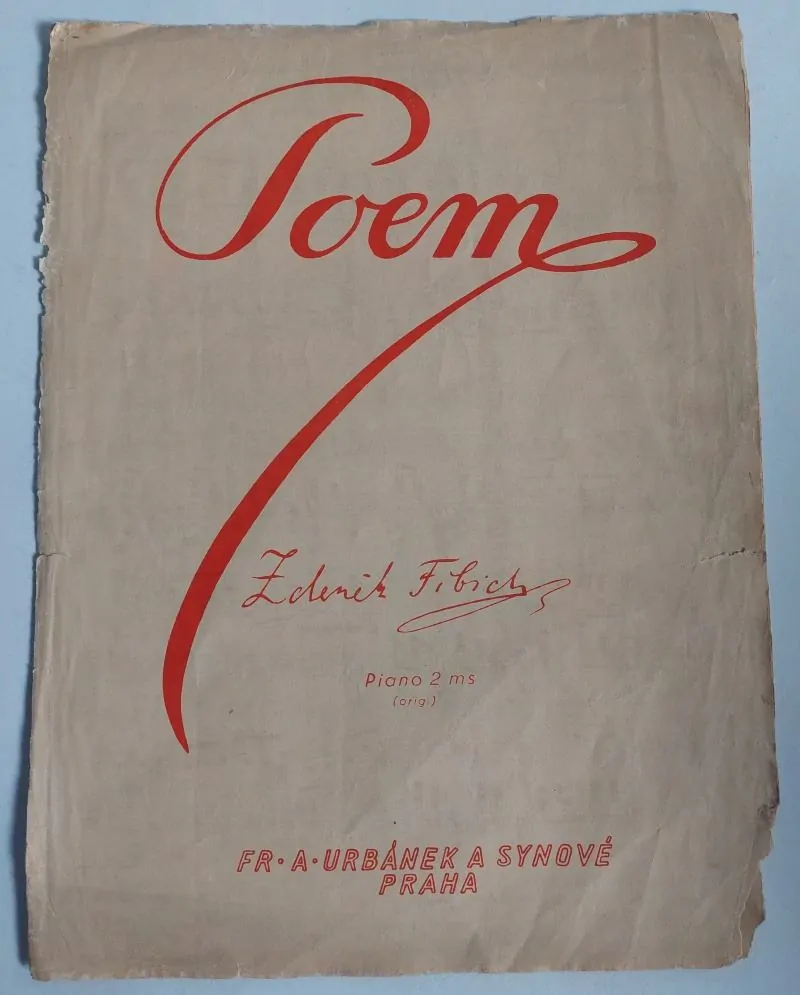 Poem
Zdeněk Fibich
Piano 2 ms
(orig.)
FR·A·URBÁNEK A SYNOVÉ
PRAHA